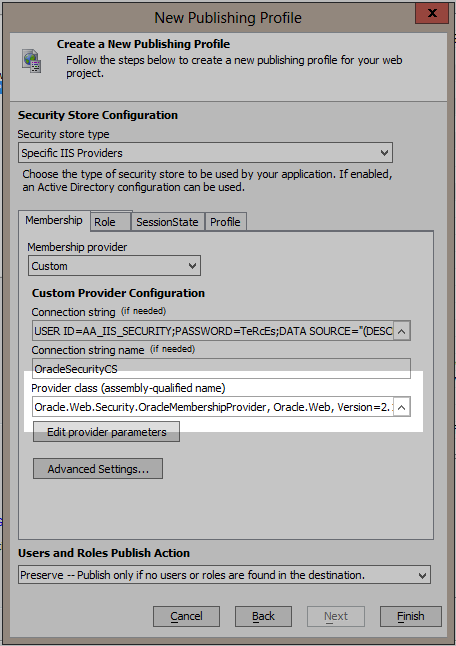 New Publishing Profile
x
Create a New Publishing Profile
Follow the steps below to create a new publishing profile for your web
project.
Security Store Configuration
Security store type
Specific IIS Providers
Choose the type of security store to be used by your application. If enabled,
an Active Directory configuration can be used.
Membership Role SessionState Profile
Membership provider
Custom
Custom Provider Configuration
Connection string (if needed)
USER ID=AA_IIS_SECURITY;PASSWORD=TeRcEs;DATA SOURCE="(DESC
Connection string name (if needed)
OracleSecurityCS
Provider class (assembly-qualified name)
Oracle.Web.Security.OracleMembershipProvider, Oracle.Web, Version=2.
Edit provider parameters
Advanced Settings...
Users and Roles Publish Action
Preserve -- Publish only if no users or roles are found in the destination.
Cancel Back Next Finish